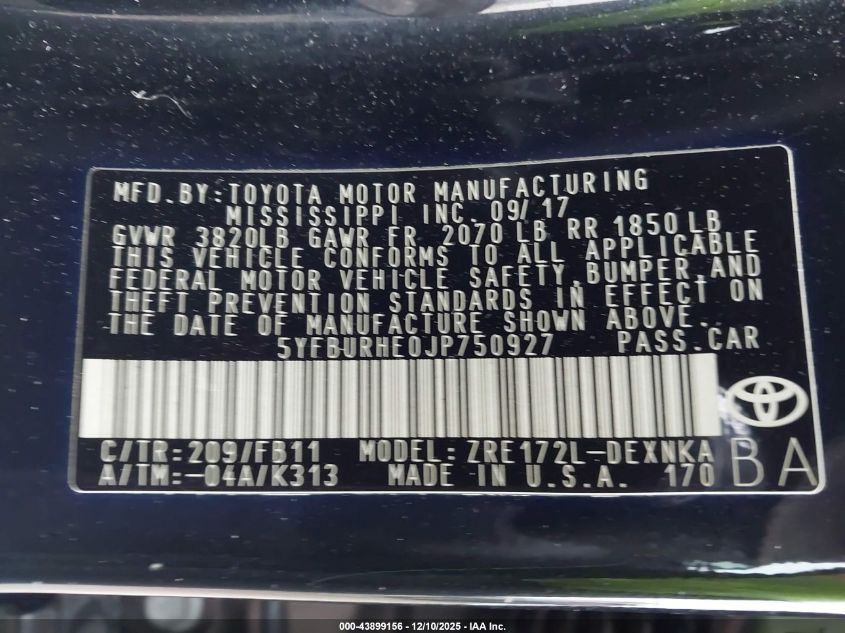 MFD.BY:TOYOTA MOTOR MANUFACTURING
MISSISSIPPI INC. 09/17
GVWR 3820LB GAWR FR 2070 LB RR 1850LB
THIS VEHICLE CONFORMS TO ALL APPLICABLE
FEDERAL MOTOR VEHICLE SAFETY,BUMPER,AND
THEFT PREVENTION STANDARDS IN EFFECT ON
THE DATE OF MANUFACTURE SHOWN ABOVE.
5YFBURHE0JP750927 PASS.CAR
C/TR:209/FB11 MODEL:ZRE172L-DEXNKA
A/TM:-04A/K313 MADE IN U.S.A. 170 BA
000-43899156 - 12/10/2025 - IAA Inc.